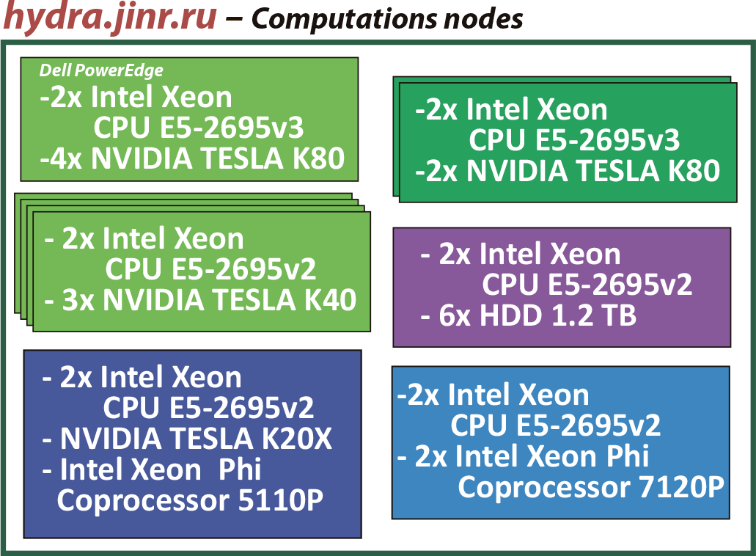 hydra.jinr.ru – Computations nodes
Dell PowerEdge
-2x Intel Xeon
CPU E5-2695v3
-4x NVIDIA TESLA K80
-2x Intel Xeon
CPU E5-2695v3
-2x NVIDIA TESLA K80
- 2x Intel Xeon
CPU E5-2695v2
- 3x NVIDIA TESLA K40
- 2x Intel Xeon
CPU E5-2695v2
- 6x HDD 1.2 TB
- 2x Intel Xeon
CPU E5-2695v2
- NVIDIA TESLA K20X
- Intel Xeon Phi
Coprocessor 5110P
-2x Intel Xeon
CPU E5-2695v2
- 2x Intel Xeon Phi
Coprocessor 7120P